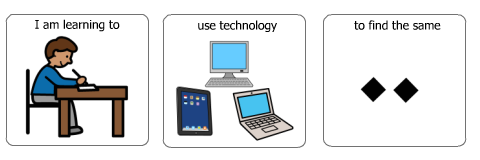 I am learning to
use technology
to find the same